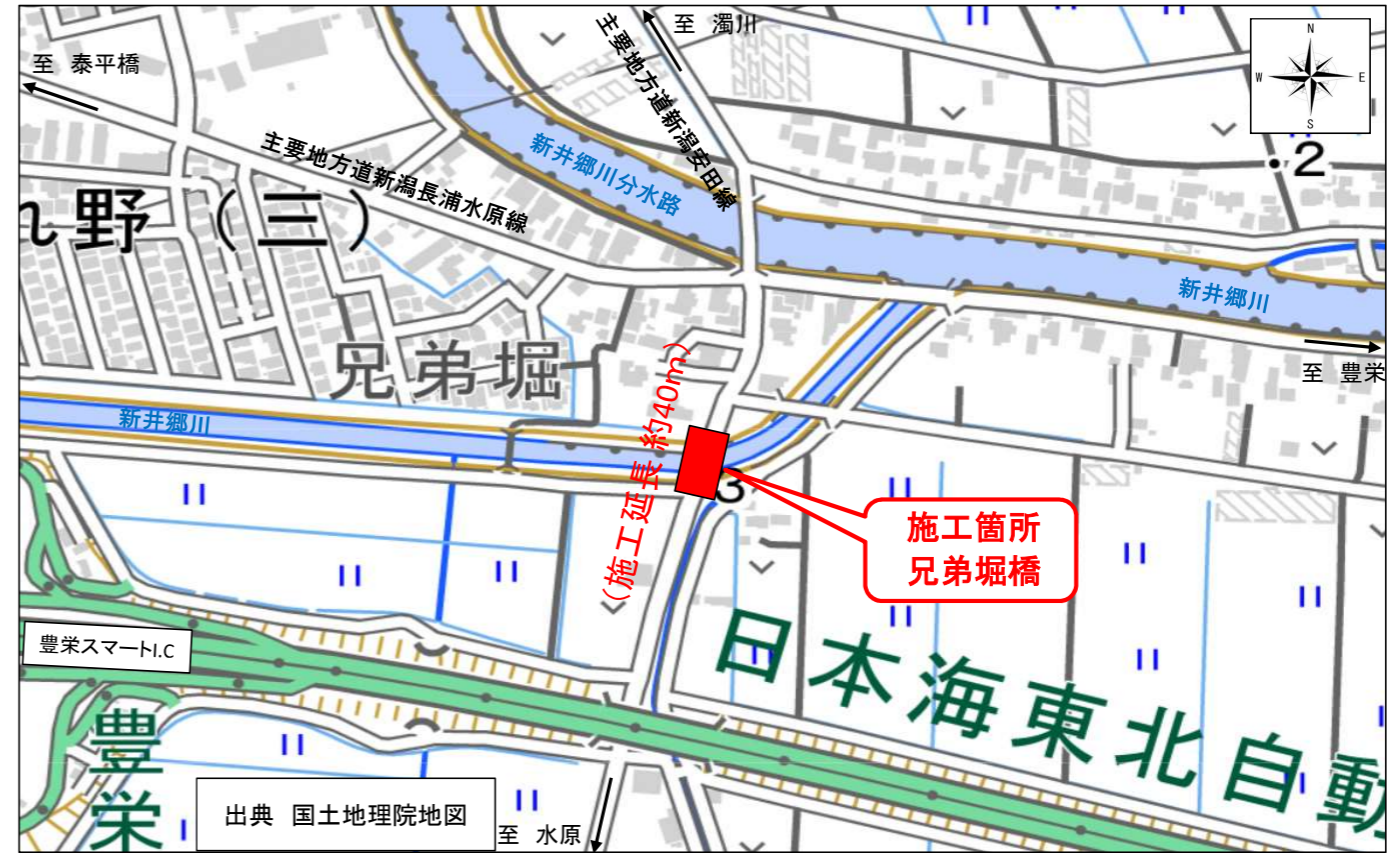 至 濁川
N
W E
S
至 泰平橋
主要地方道新潟安田線
主要地方道新潟長浦水原線
新井郷川分水路
・2
れ野(三)
新井郷川
至 豊栄
兄弟堀
新井郷川
(施工延長約40m)
3
施工箇所
兄弟堀橋
豊栄スマートI.C
日本海東北自動
豊栄
出典 国土地理院地図
至 水原